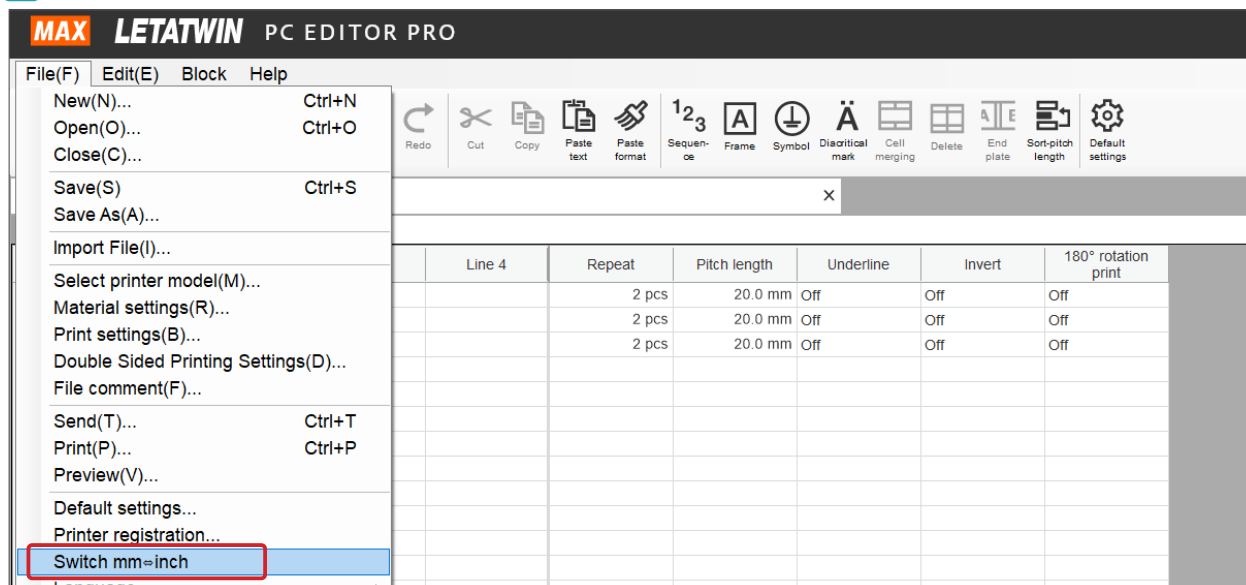 MAX LETATWIN PC EDITOR PRO
File(F) Edit(E) Block Help
New(N)... Ctrl+N
Open(O)... Ctrl+O
Close(C)...
Save(S) Ctrl+S
Save As(A)...
Import File(I)...
Select printer model(M)...
Material settings(R)...
Print settings(B)...
Double Sided Printing Settings(D)...
File comment(F)...
Send(T)... Ctrl+T
Print(P)... Ctrl+P
Preview(V)...
Default settings...
Printer registration...
Switch mm⇔inch
Redo
Cut
Copy
Paste
text
Paste
format
123
Sequen-
ce
A
Frame
Symbol
Ä
Diacritical
mark
Cell
merging
Delete
A E
End
plate
Sort-pitch
length
Default
settings
×
Line 4 Repeat Pitch length Underline Invert 180° rotation
print
2 pcs 20.0 mm Off Off Off
2 pcs 20.0 mm Off Off Off
2 pcs 20.0 mm Off Off Off